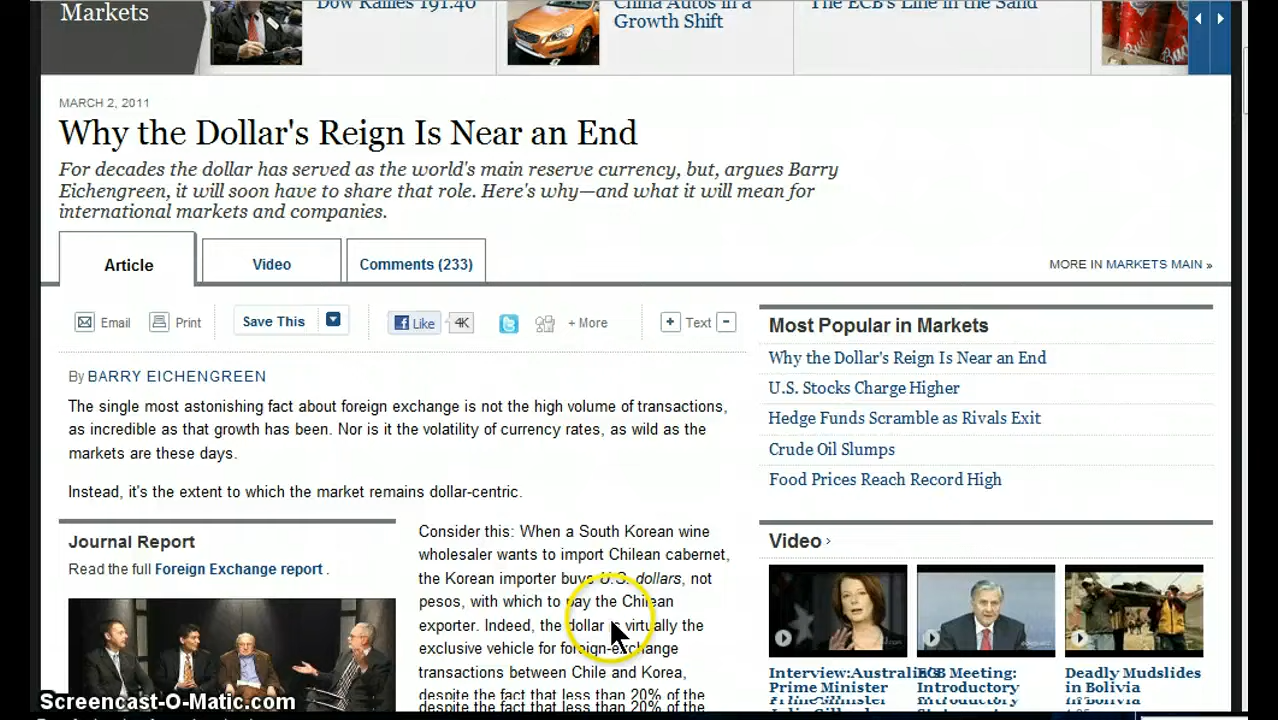 Markets
Dow Rallies 191.40
China Autos in a
Growth Shift
The ECB's Line in the Sand
MARCH 2, 2011
Why the Dollar's Reign Is Near an End
For decades the dollar has served as the world's main reserve currency, but, argues Barry
Eichengreen, it will soon have to share that role. Here's why—and what it will mean for
international markets and companies.
Article
Video
Comments (233)
MORE IN MARKETS MAIN »
Email
Print
Save This
Like
4K
+ More
+ Text −
By BARRY EICHENGREEN
The single most astonishing fact about foreign exchange is not the high volume of transactions,
as incredible as that growth has been. Nor is it the volatility of currency rates, as wild as the
markets are these days.
Instead, it's the extent to which the market remains dollar-centric.
Journal Report
Read the full Foreign Exchange report .
Consider this: When a South Korean wine
wholesaler wants to import Chilean cabernet,
the Korean importer buys U.S. dollars, not
pesos, with which to pay the Chilean
exporter. Indeed, the dollar is virtually the
exclusive vehicle for foreign-exchange
transactions between Chile and Korea,
despite the fact that less than 20% of the
Most Popular in Markets
Why the Dollar's Reign Is Near an End
U.S. Stocks Charge Higher
Hedge Funds Scramble as Rivals Exit
Crude Oil Slumps
Food Prices Reach Record High
Video ›
Interview:Australia's
Prime Minister
ECB Meeting:
Introductory
Deadly Mudslides
in Bolivia
Screencast-O-Matic.com